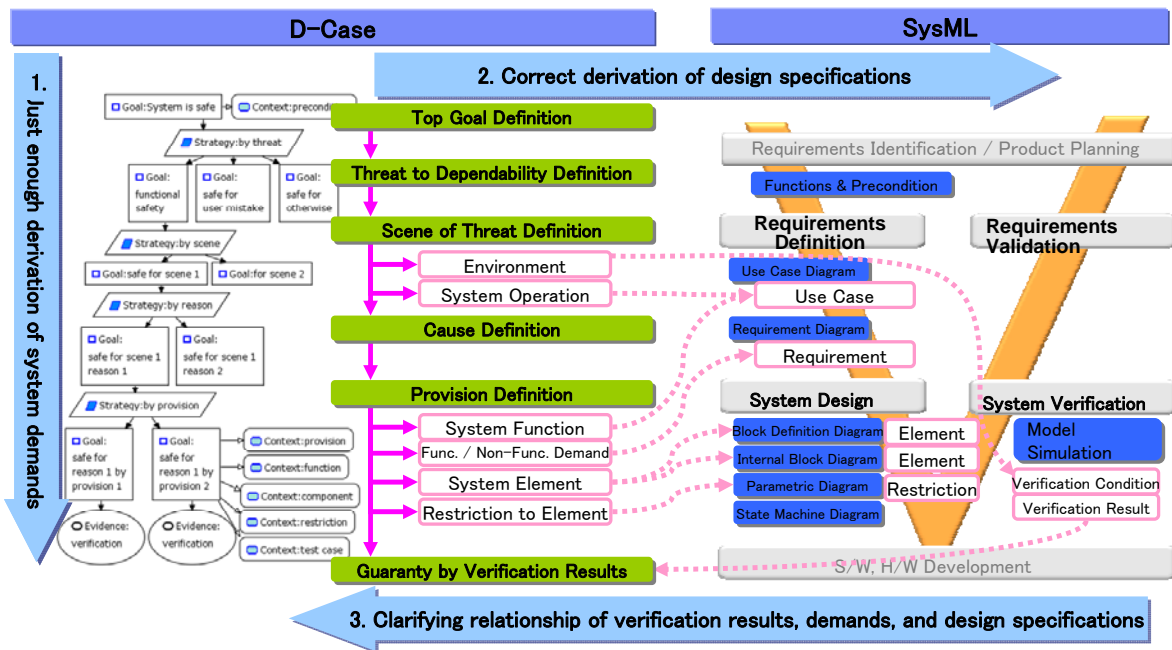 D-Case
SysML
1. Just enough derivation of system demands
2. Correct derivation of design specifications
Goal:System is safe
Context:precondi
Strategy:by threat
Goal:
functional
safety
Goal:
safe for
user mistake
Goal:
safe for
otherwise
Strategy:by scene
Goal:safe for scene 1
Goal:for scene 2
Strategy:by reason
Goal:
safe for scene 1
reason 1
Goal:
safe for scene 1
reason 2
Strategy:by provision
Goal:
safe for
reason 1 by
provision 1
Goal:
safe for
reason 1 by
provision 2
Context:provision
Context:function
Context:component
Context:restriction
Context:test case
Evidence:
verification
Evidence:
verification
Top Goal Definition
Threat to Dependability Definition
Scene of Threat Definition
Environment
System Operation
Cause Definition
Provision Definition
System Function
Func. / Non-Func. Demand
System Element
Restriction to Element
Guaranty by Verification Results
Requirements Identification / Product Planning
Functions & Precondition
Requirements
Definition
Requirements
Validation
Use Case Diagram
Use Case
Requirement Diagram
Requirement
System Design
System Verification
Block Definition Diagram
Element
Internal Block Diagram
Element
Parametric Diagram
Restriction
State Machine Diagram
Model
Simulation
Verification Condition
Verification Result
S/W, H/W Development
3. Clarifying relationship of verification results, demands, and design specifications